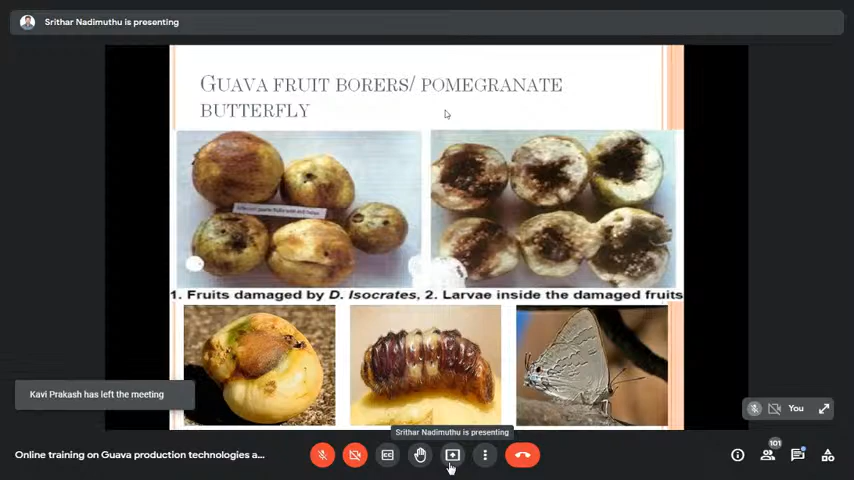 Srithar Nadimuthu is presenting
GUAVA FRUIT BORERS/ POMEGRANATE
BUTTERFLY
1. Fruits damaged by D. Isocrates, 2. Larvae inside the damaged fruits
Kavi Prakash has left the meeting
You
Srithar Nadimuthu is presenting
Online training on Guava production technologies a...
CC
101